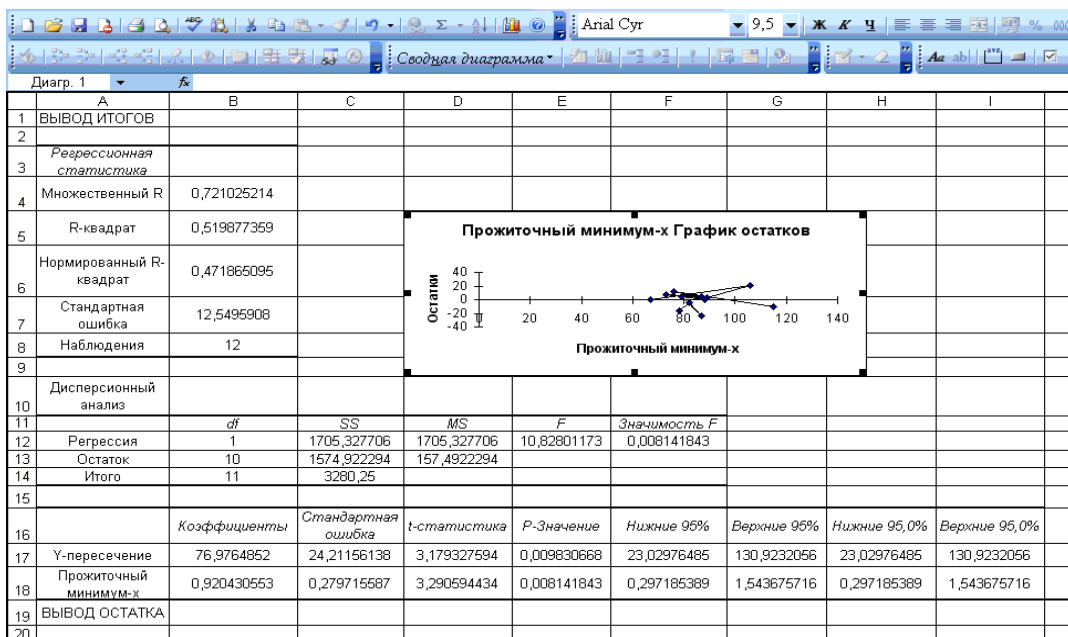 Arial Cyr 9,5 Ж К Ч % 000
Сводная диаграмма Aa ab|
Диагр. 1 fx
A B C D E F G H I
1 ВЫВОД ИТОГОВ
2
Регрессионная
3 статистика
4 Множественный R 0,721025214
5 R-квадрат 0,519877359
Нормированный R-
6 квадрат 0,471865095
Стандартная
7 ошибка 12,5495908
8 Наблюдения 12
9
Прожиточный минимум-x График остатков
Остатки
40
20
0
-20
-40
20 40 60 80 100 120 140
Прожиточный минимум-x
Дисперсионный
10 анализ
11 df SS MS F Значимость F
12 Регрессия 1 1705,327706 1705,327706 10,82801173 0,008141843
13 Остаток 10 1574,922294 157,4922294
14 Итого 11 3280,25
15
16 Коэффициенты Стандартная ошибка t-статистика P-Значение Нижние 95% Верхние 95% Нижние 95,0% Верхние 95,0%
17 Y-пересечение 76,9764852 24,21156138 3,179327594 0,009830668 23,02976485 130,9232056 23,02976485 130,9232056
Прожиточный
18 минимум-x 0,920430553 0,279715587 3,290594434 0,008141843 0,297185389 1,543675716 0,297185389 1,543675716
19 ВЫВОД ОСТАТКА
20